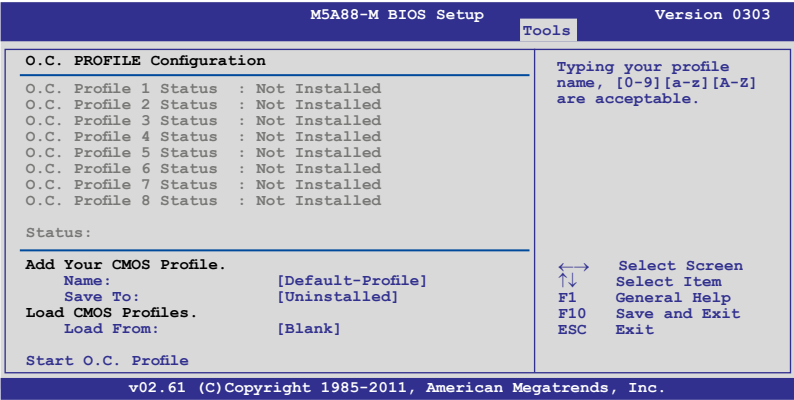 M5A88-M BIOS Setup Version 0303
Tools
O.C. PROFILE Configuration
O.C. Profile 1 Status : Not Installed
O.C. Profile 2 Status : Not Installed
O.C. Profile 3 Status : Not Installed
O.C. Profile 4 Status : Not Installed
O.C. Profile 5 Status : Not Installed
O.C. Profile 6 Status : Not Installed
O.C. Profile 7 Status : Not Installed
O.C. Profile 8 Status : Not Installed
Status:
Add Your CMOS Profile.
Name: [Default-Profile]
Save To: [Uninstalled]
Load CMOS Profiles.
Load From: [Blank]
Start O.C. Profile
Typing your profile
name, [0-9][a-z][A-Z]
are acceptable.
←→ Select Screen
↑↓ Select Item
F1 General Help
F10 Save and Exit
ESC Exit
v02.61 (C)Copyright 1985-2011, American Megatrends, Inc.